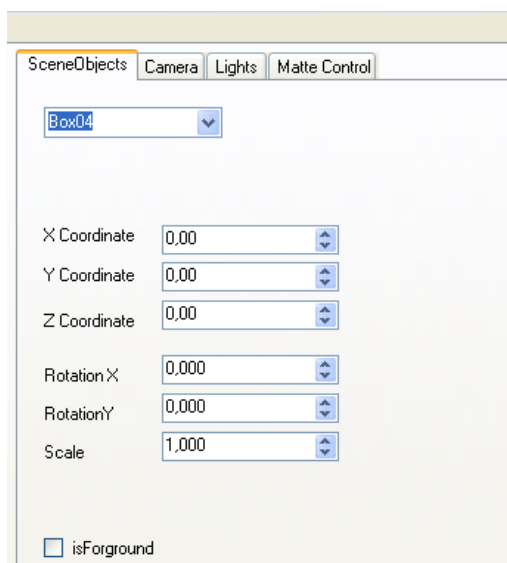 SceneObjects Camera Lights Matte Control
Box04
X Coordinate 0,00
Y Coordinate 0,00
Z Coordinate 0,00
Rotation X 0,000
RotationY 0,000
Scale 1,000
isForground